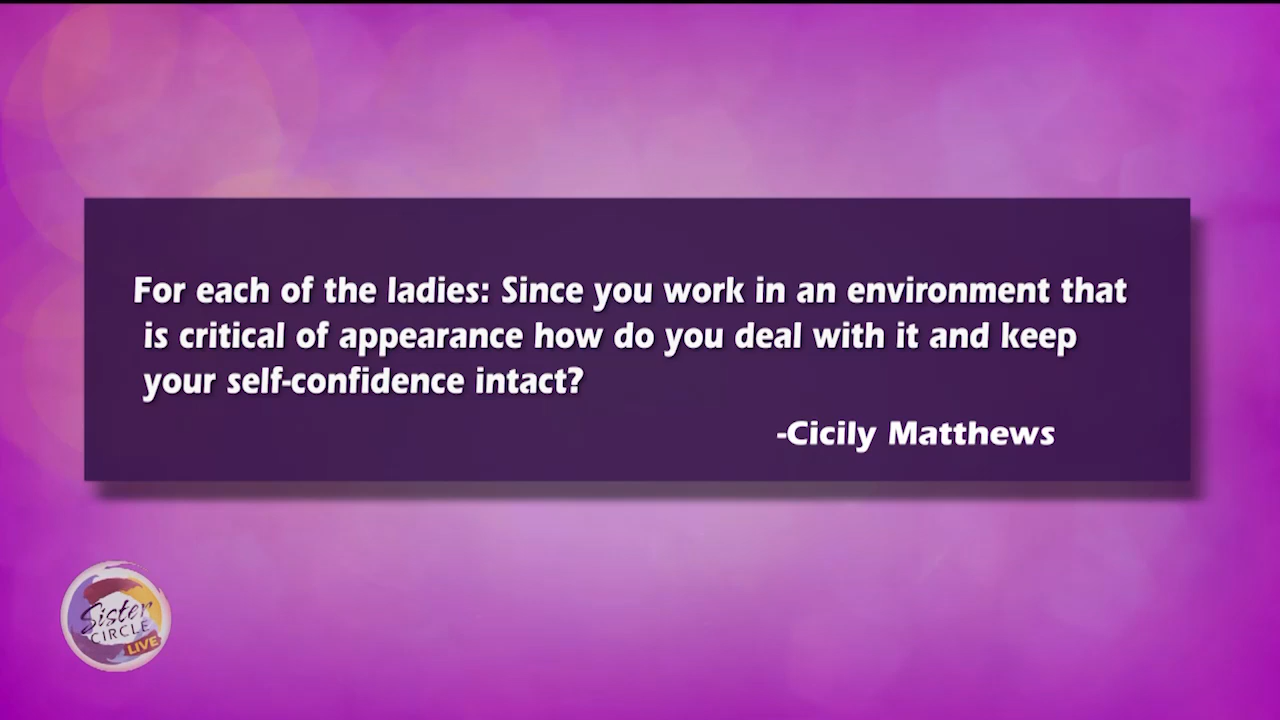 For each of the ladies: Since you work in an environment that
is critical of appearance how do you deal with it and keep
your self-confidence intact?
-Cicily Matthews
Sister
CIRCLE
LIVE